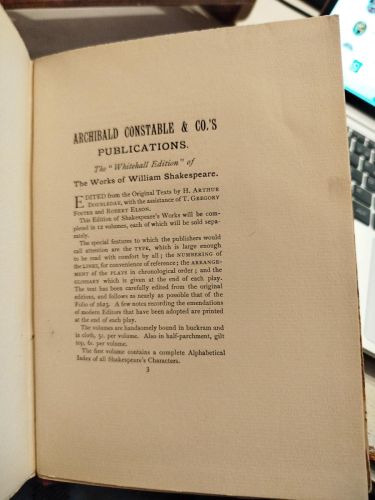 ARCHIBALD CONSTABLE & CO.'S
PUBLICATIONS.
The "Whitehall Edition" of
The Works of William Shakespeare.
EDITED from the Original Texts by H. ARTHUR
DOUBLEDAY, with the assistance of T. GREGORY
FOSTER and ROBERT ELSON.
This Edition of Shakespeare's Works will be com-
pleted in 12 volumes, each of which will be sold sepa-
rately.
The special features to which the publishers would
call attention are the TYPE, which is large enough
to be read with comfort by all; the NUMBERING of
the LINES, for convenience of reference; the ARRANGE-
MENT of the PLAYS in chronological order; and the
GLOSSARY which is given at the end of each play.
The text has been carefully edited from the original
editions, and follows as nearly as possible that of the
Folio of 1623. A few notes recording the emendations
of modern Editors that have been adopted are printed
at the end of each play.
The volumes are handsomely bound in buckram and
in cloth, 5s. per volume. Also in half-parchment, gilt
top, 6s. per volume.
The first volume contains a complete Alphabetical
Index of all Shakespeare's Characters.
3